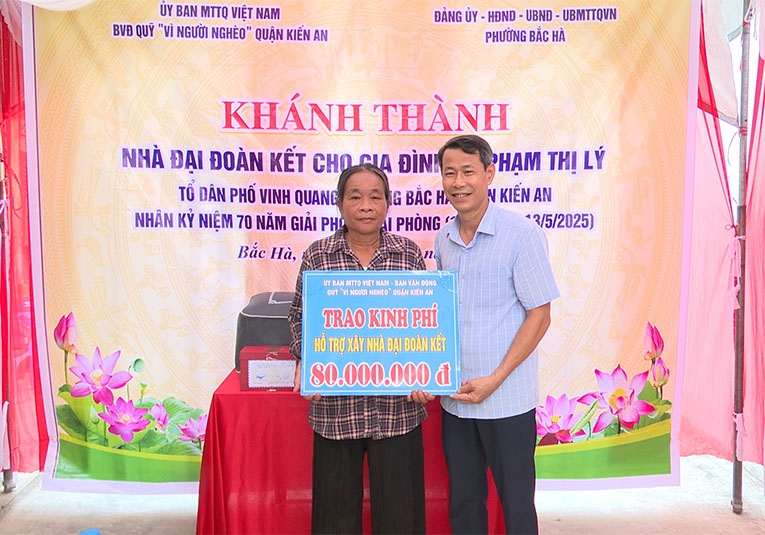 ỦY BAN MTTQ VIỆT NAM
BVĐ QUỸ "VÌ NGƯỜI NGHÈO" QUẬN KIẾN AN
ĐẢNG ỦY - HĐND - UBND - UBMTTQVN
PHƯỜNG BẮC HÀ
KHÁNH THÀNH
NHÀ ĐẠI ĐOÀN KẾT CHO GIA ĐÌNH PHẠM THỊ LÝ
TỔ DÂN PHỐ VINH QUANG BẮC HÀ KIẾN AN
NHÂN KỶ NIỆM 70 NĂM GIẢI PHÒNG 13/5/2025)
Bắc Hà,
ỦY BAN MTTQ VIỆT NAM - BAN VẬN ĐỘNG
QUỸ "VÌ NGƯỜI NGHÈO" QUẬN KIẾN AN
TRAO KINH PHÍ
HỖ TRỢ XÂY NHÀ ĐẠI ĐOÀN KẾT
80.000.000 đ